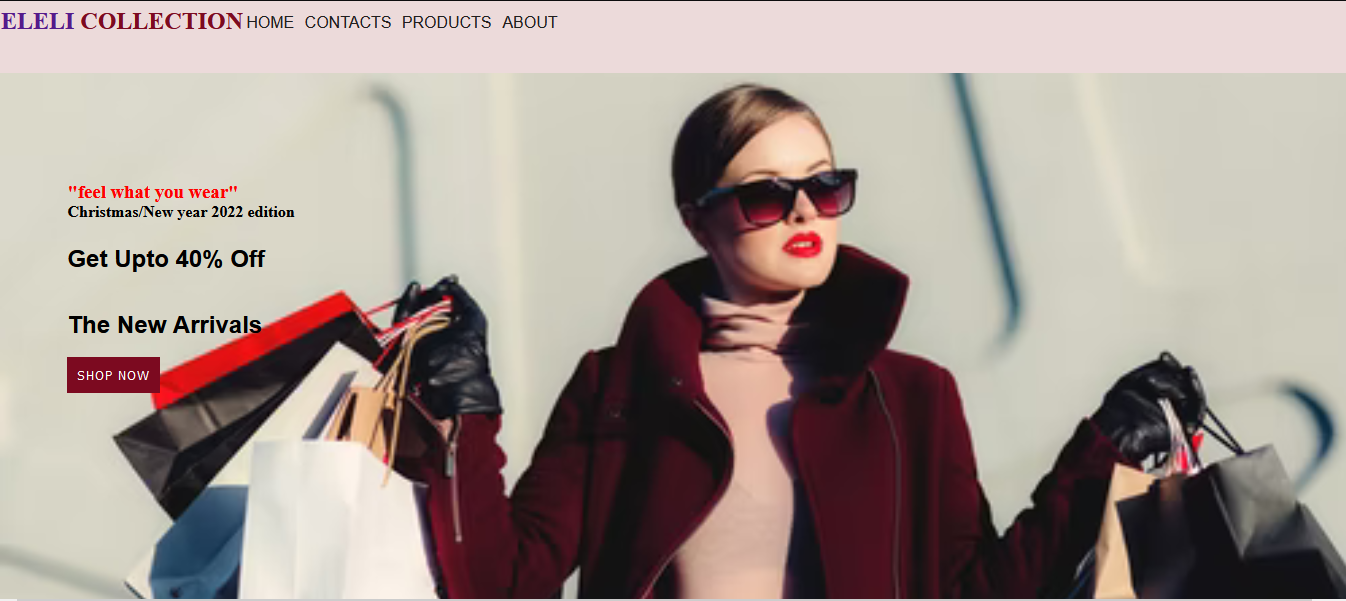 ELELI COLLECTION HOME CONTACTS PRODUCTS ABOUT
"feel what you wear"
Christmas/New year 2022 edition
Get Upto 40% Off
The New Arrivals
SHOP NOW